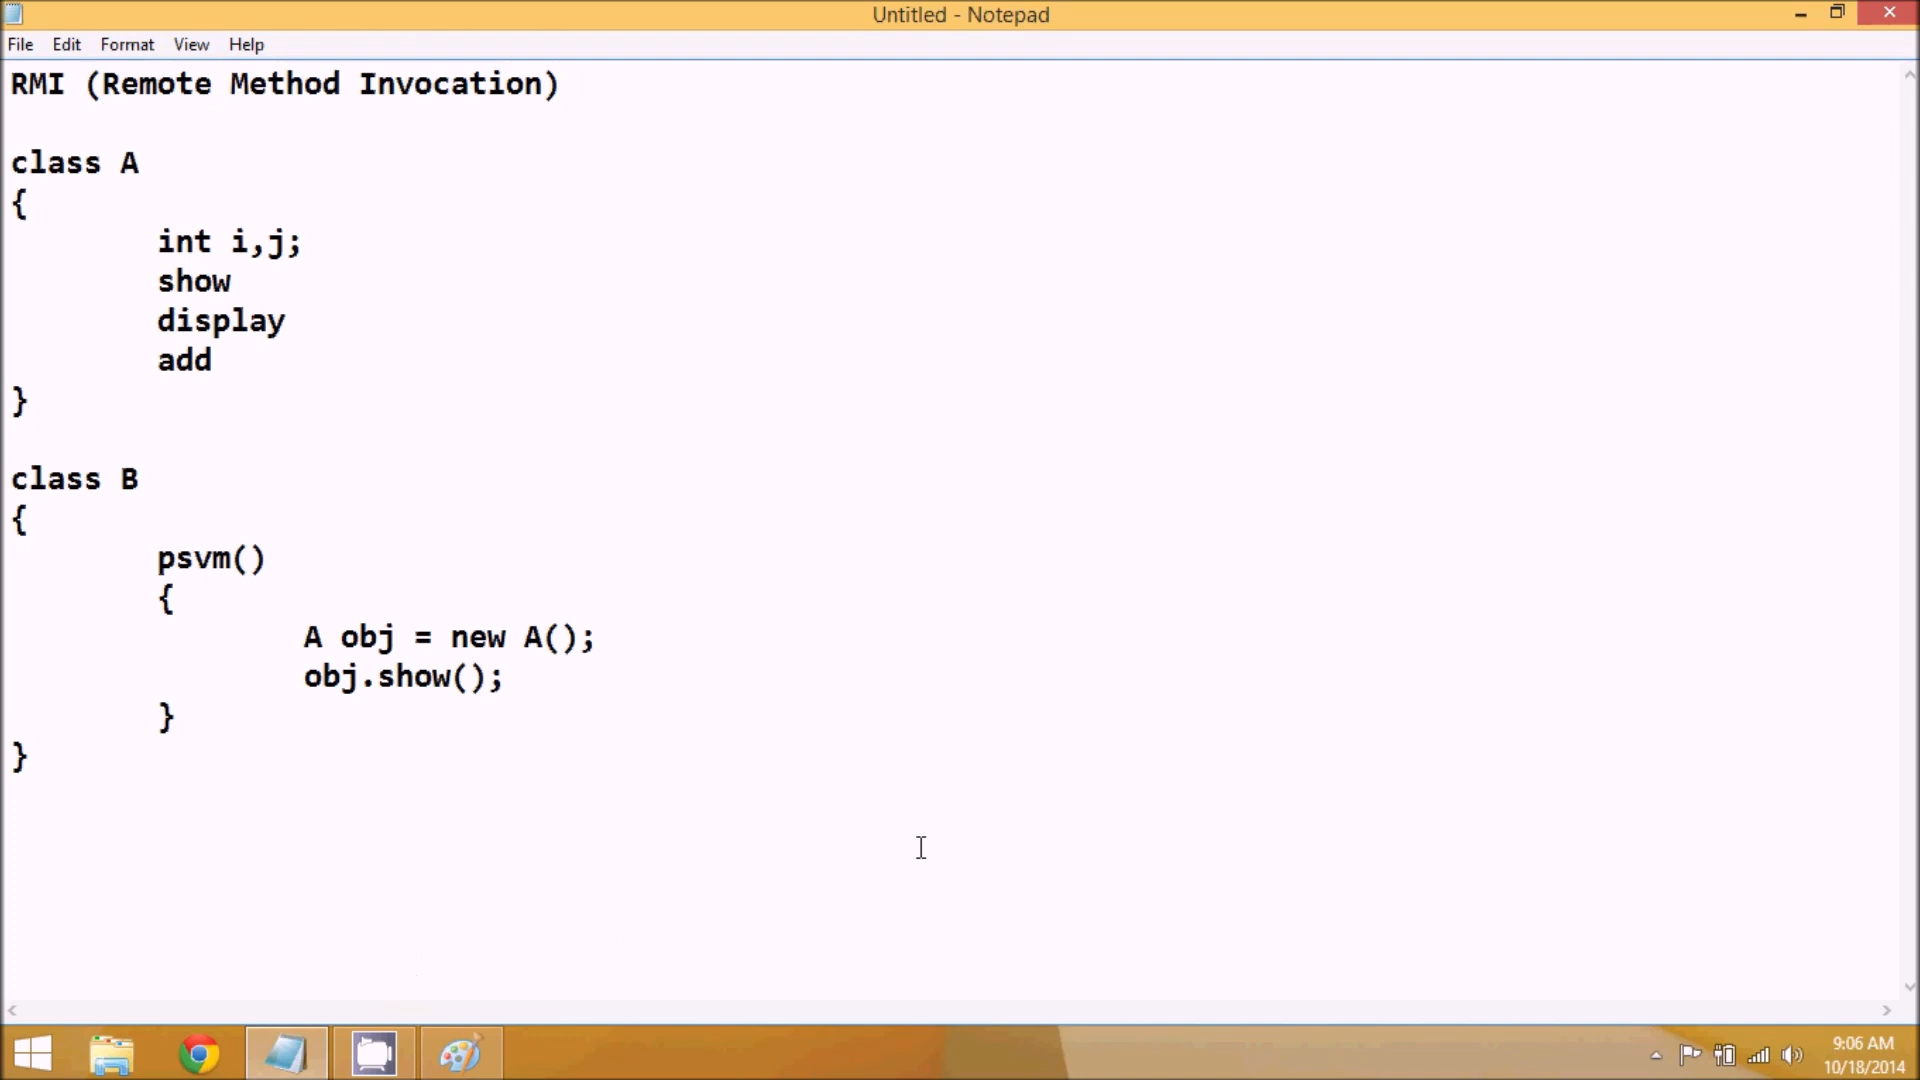 Untitled - Notepad
File Edit Format View Help
RMI (Remote Method Invocation)
class A
{
int i,j;
show
display
add
}
class B
{
psvm()
{
A obj = new A();
obj.show();
}
}
9:06 AM
10/18/2014